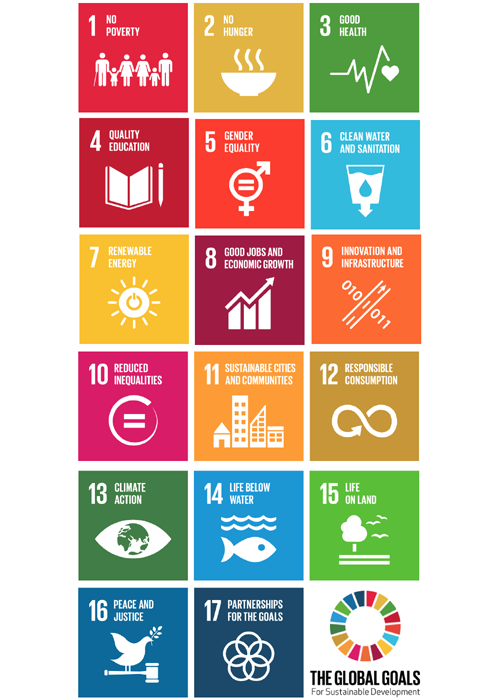 1 NO
POVERTY
2 NO
HUNGER
3 GOOD
HEALTH
4 QUALITY
EDUCATION
5 GENDER
EQUALITY
6 CLEAN WATER
AND SANITATION
7 RENEWABLE
ENERGY
8 GOOD JOBS AND
ECONOMIC GROWTH
9 INNOVATION AND
INFRASTRUCTURE
010
011
10 REDUCED
INEQUALITIES
11 SUSTAINABLE CITIES
AND COMMUNITIES
12 RESPONSIBLE
CONSUMPTION
13 CLIMATE
ACTION
14 LIFE BELOW
WATER
15 LIFE
ON LAND
16 PEACE AND
JUSTICE
17 PARTNERSHIPS
FOR THE GOALS
THE GLOBAL GOALS
For Sustainable Development